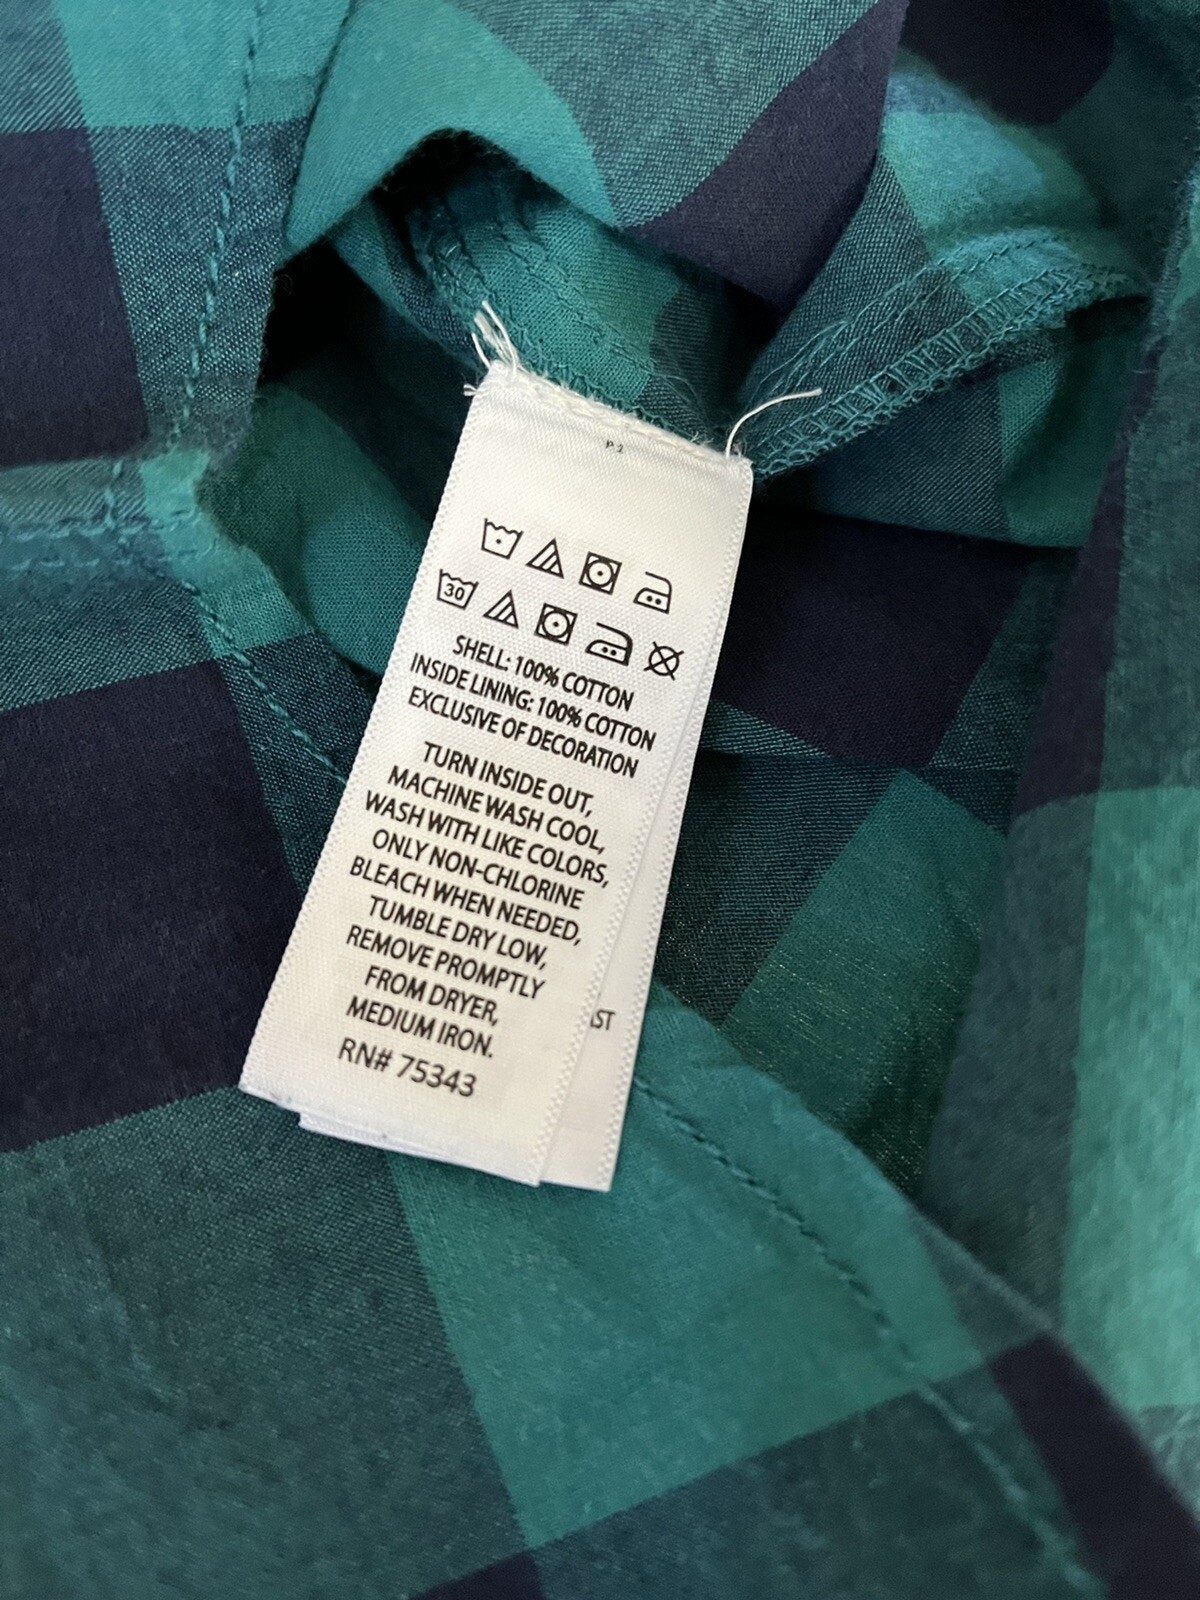 P 2
30
SHELL: 100% COTTON
INSIDE LINING: 100% COTTON
EXCLUSIVE OF DECORATION
TURN INSIDE OUT,
MACHINE WASH COOL,
WASH WITH LIKE COLORS,
ONLY NON-CHLORINE
BLEACH WHEN NEEDED,
TUMBLE DRY LOW,
REMOVE PROMPTLY
FROM DRYER,
MEDIUM IRON.
RN# 75343